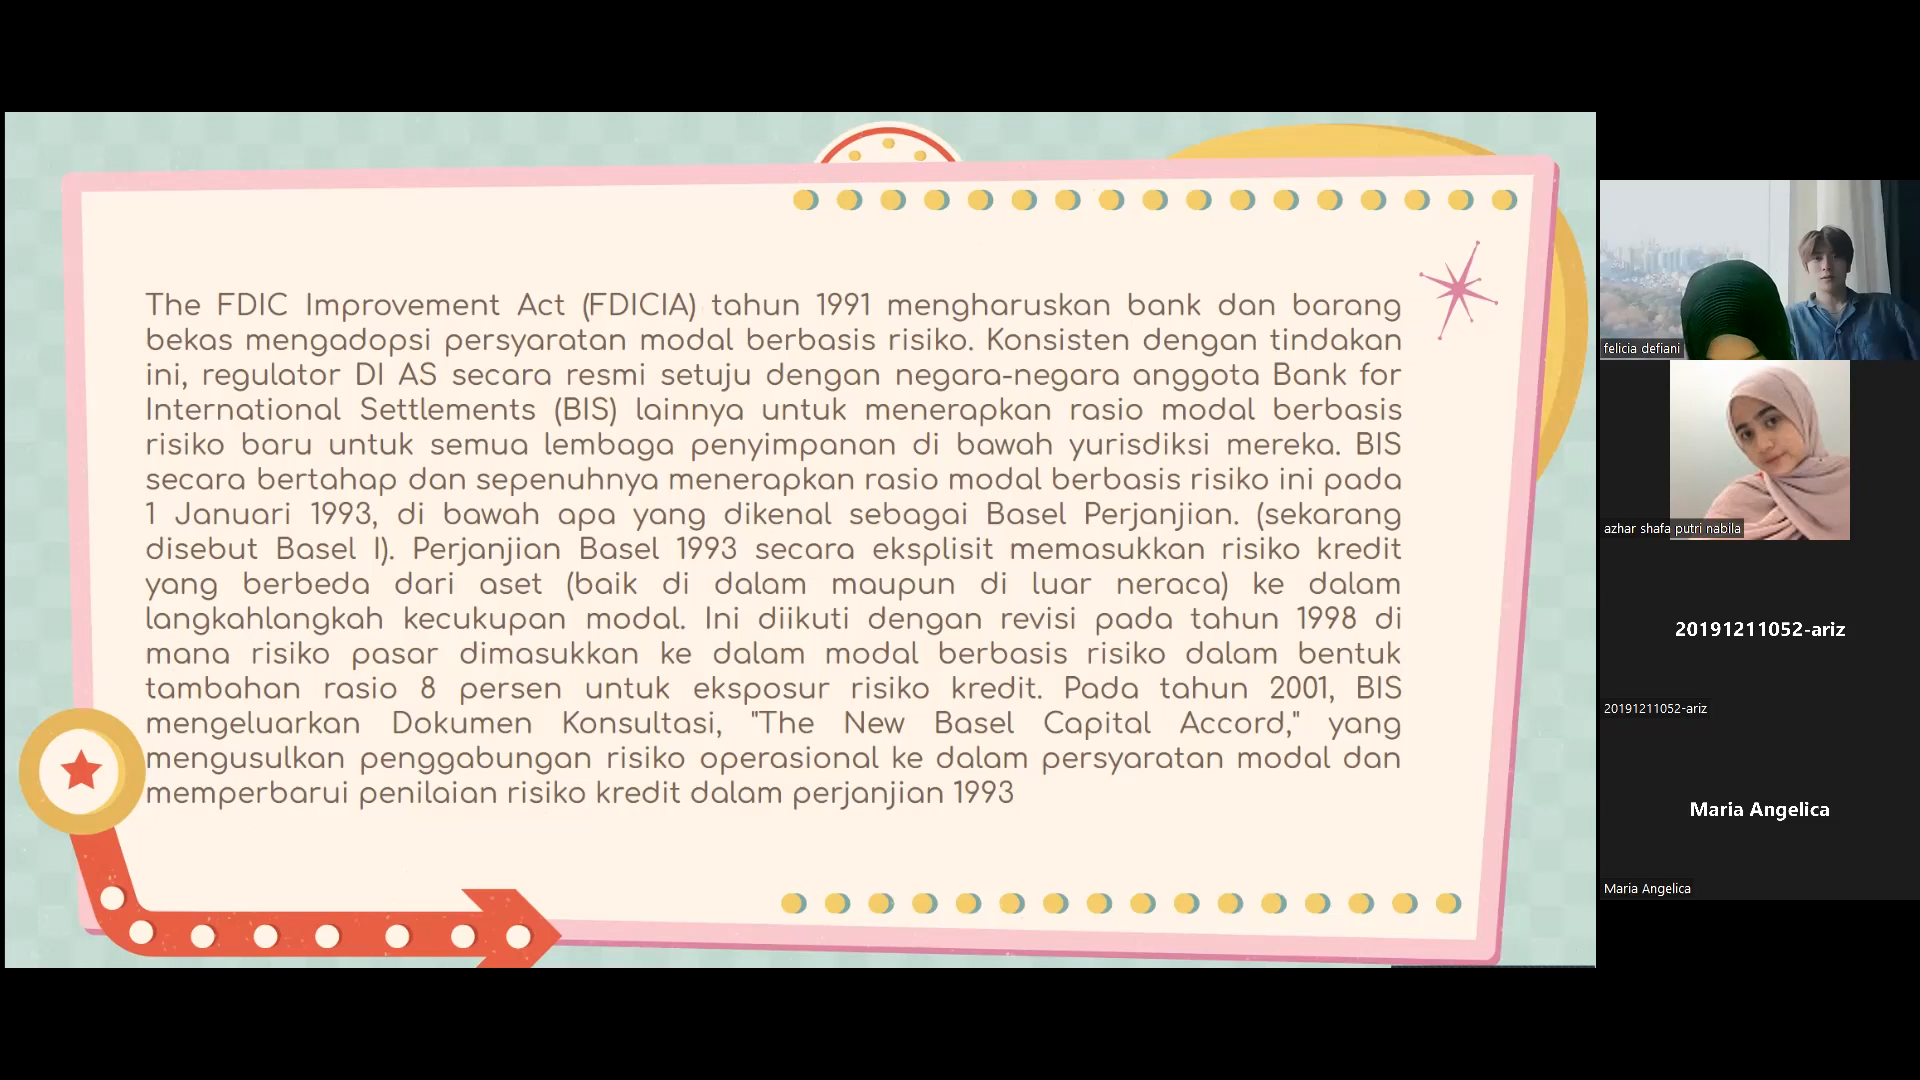 The FDIC Improvement Act (FDICIA) tahun 1991 mengharuskan bank dan barang
bekas mengadopsi persyaratan modal berbasis risiko. Konsisten dengan tindakan
ini, regulator DI AS secara resmi setuju dengan negara-negara anggota Bank for
International Settlements (BIS) lainnya untuk menerapkan rasio modal berbasis
risiko baru untuk semua lembaga penyimpanan di bawah yurisdiksi mereka. BIS
secara bertahap dan sepenuhnya menerapkan rasio modal berbasis risiko ini pada
1 Januari 1993, di bawah apa yang dikenal sebagai Basel Perjanjian. (sekarang
disebut Basel I). Perjanjian Basel 1993 secara eksplisit memasukkan risiko kredit
yang berbeda dari aset (baik di dalam maupun di luar neraca) ke dalam
langkahlangkah kecukupan modal. Ini diikuti dengan revisi pada tahun 1998 di
mana risiko pasar dimasukkan ke dalam modal berbasis risiko dalam bentuk
tambahan rasio 8 persen untuk eksposur risiko kredit. Pada tahun 2001, BIS
mengeluarkan Dokumen Konsultasi, "The New Basel Capital Accord," yang
mengusulkan penggabungan risiko operasional ke dalam persyaratan modal dan
memperbarui penilaian risiko kredit dalam perjanjian 1993
felicia defiani
azhar shafa putri nabila
20191211052-ariz
20191211052-ariz
Maria Angelica
Maria Angelica